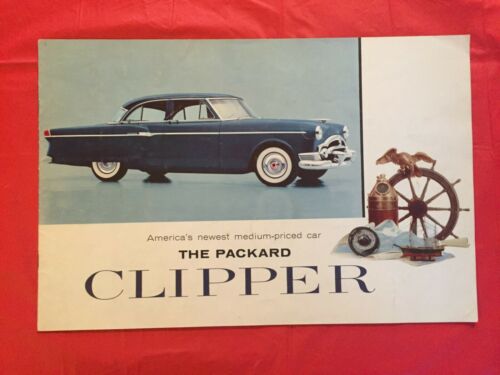 America's newest medium-priced car
THE PACKARD
CLIPPER